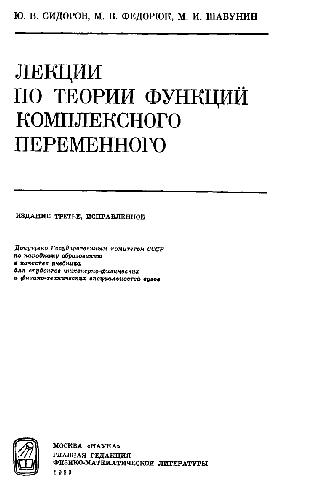 Ю. В. СИДОРОВ, М. В. ФЕДОРЮК, М. И. ШАБУНИН
ЛЕКЦИИ
ПО ТЕОРИИ ФУНКЦИЙ
КОМПЛЕКСНОГО
ПЕРЕМЕННОГО
ИЗДАНИЕ ТРЕТЬЕ, ИСПРАВЛЕННОЕ
Допущено Государственным комитетом СССР
по народному образованию
в качестве учебника
для студентов инженерно-физических
и физико-технических специальностей вузов
МОСКВА «НАУКА»
ГЛАВНАЯ РЕДАКЦИЯ
ФИЗИКО-МАТЕМАТИЧЕСКОЙ ЛИТЕРАТУРЫ
1989